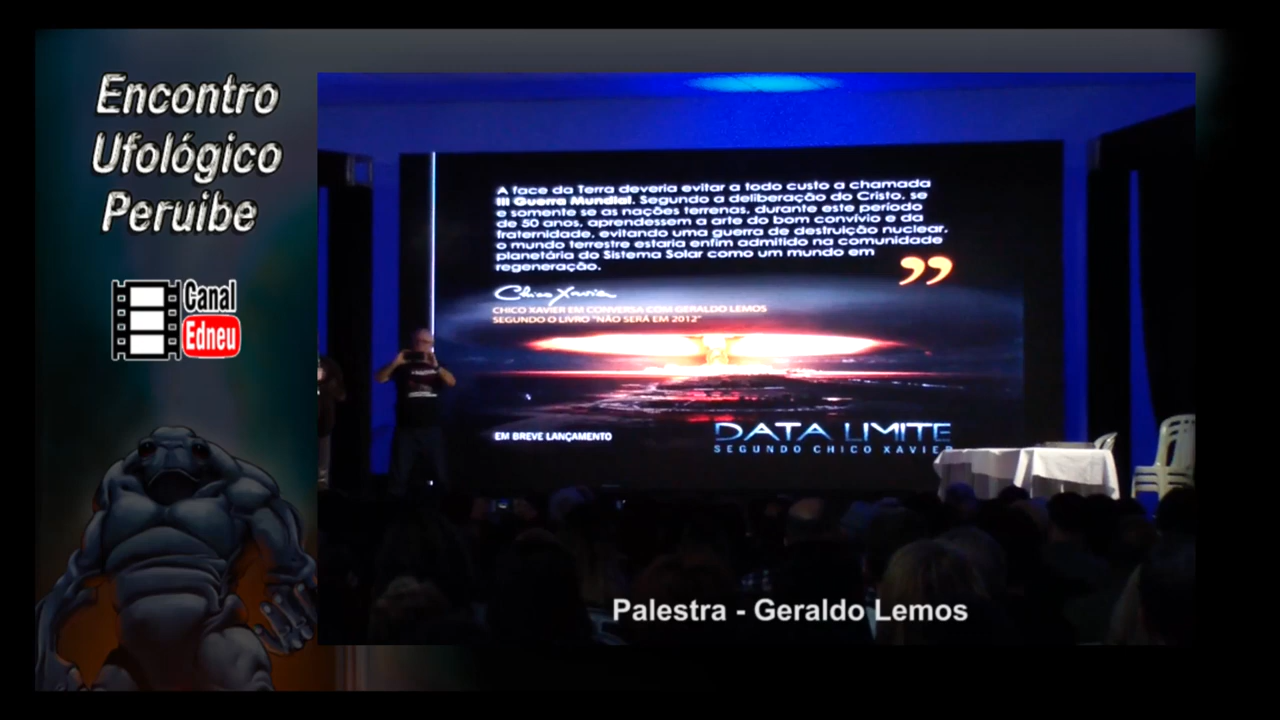 Encontro
Ufológico
Peruibe
Canal
Edneu
A face da Terra deveria evitar a todo custo a chamada
III Guerra Mundial. Segundo a deliberação do Cristo, se
e somente se as nações terrenas, durante este período
de 50 anos, aprendessem a arte do bom convívio e da
fraternidade, evitando uma guerra de destruição nuclear,
o mundo terrestre estaria enfim admitido na comunidade
planetária do Sistema Solar como um mundo em
regeneração.
”
Chico Xavier
CHICO XAVIER EM CONVERSA COM GERALDO LEMOS
SEGUNDO O LIVRO "NÃO SERÁ EM 2012"
EM BREVE LANÇAMENTO
DATA LIMITE
SEGUNDO CHICO XAVIER
Palestra - Geraldo Lemos